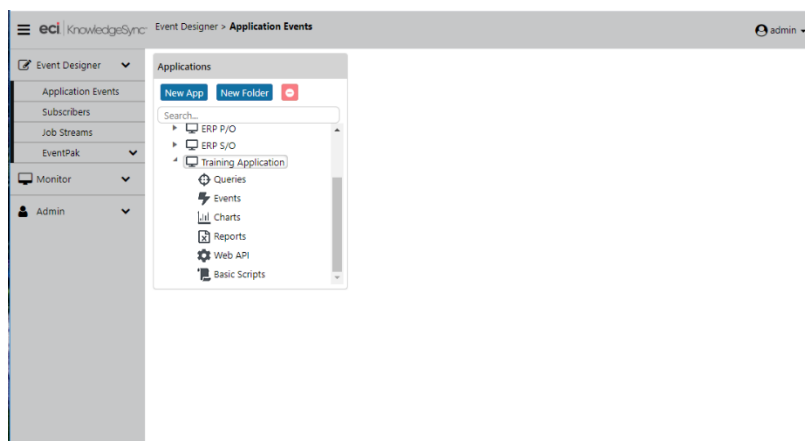 eci KnowledgeSync
Event Designer > Application Events
admin
Event Designer
Application Events
Subscribers
Job Streams
EventPak
Monitor
Admin
Applications
New App
New Folder
Search...
ERP P/O
ERP S/O
Training Application
Queries
Events
Charts
Reports
Web API
Basic Scripts